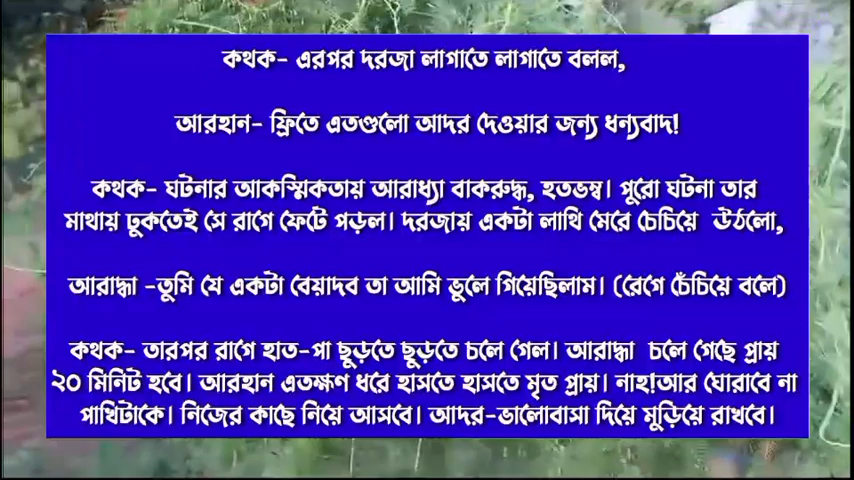 কথক- এরপর দরজা লাগাতে লাগাতে বলল,
আরহান- ফ্রিতে এতগুলো আদর দেওয়ার জন্য ধন্যবাদ!
কথক- ঘটনার আকস্মিকতায় আরাধ্যা বাকরুদ্ধ, হতভম্ব। পুরো ঘটনা তার
মাথায় ঢুকতেই সে রাগে ফেটে পড়ল। দরজায় একটা লাথি মেরে চেচিয়ে উঠলো,
আরাদ্ধা -তুমি যে একটা বেয়াদব তা আমি ভুলে গিয়েছিলাম। (রেগে চেঁচিয়ে বলে)
কথক- তারপর রাগে হাত-পা ছুড়তে ছুড়তে চলে গেল। আরাদ্ধা চলে গেছে প্রায়
২০ মিনিট হবে। আরহান এতক্ষণ ধরে হাসতে হাসতে মৃত প্রায়। নাহ!আর ঘোরাবে না
পাখিটাকে। নিজের কাছে নিয়ে আসবে। আদর-ভালোবাসা দিয়ে মুড়িয়ে রাখবে।